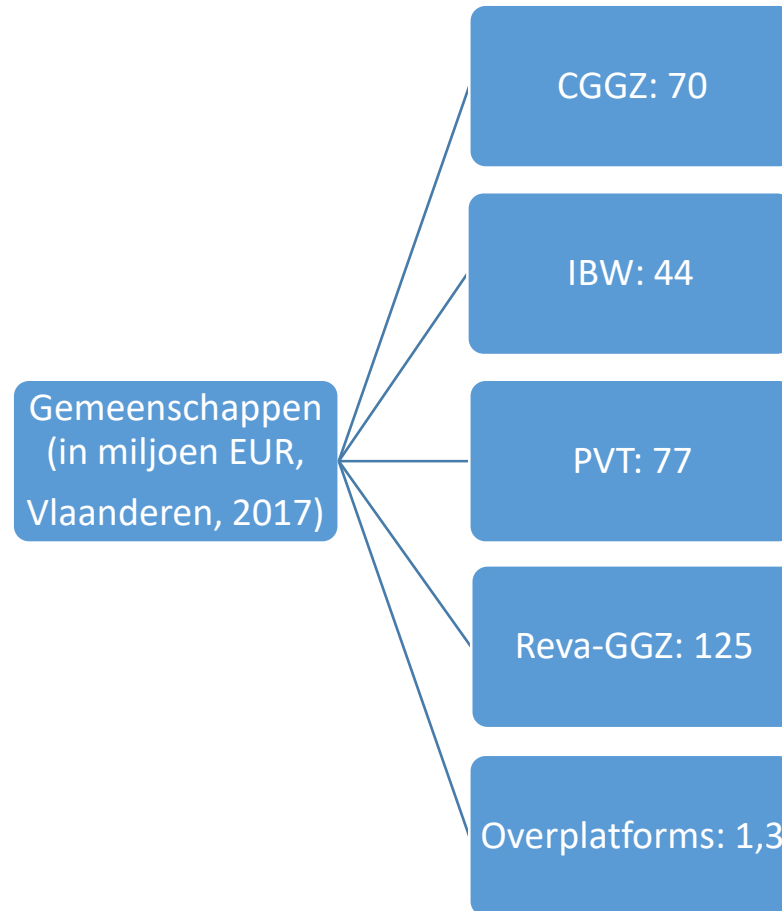 CGGZ: 70
IBW: 44
Gemeenschappen
(in miljoen EUR,
Vlaanderen, 2017)
PVT: 77
Reva-GGZ: 125
Overplatforms: 1,3